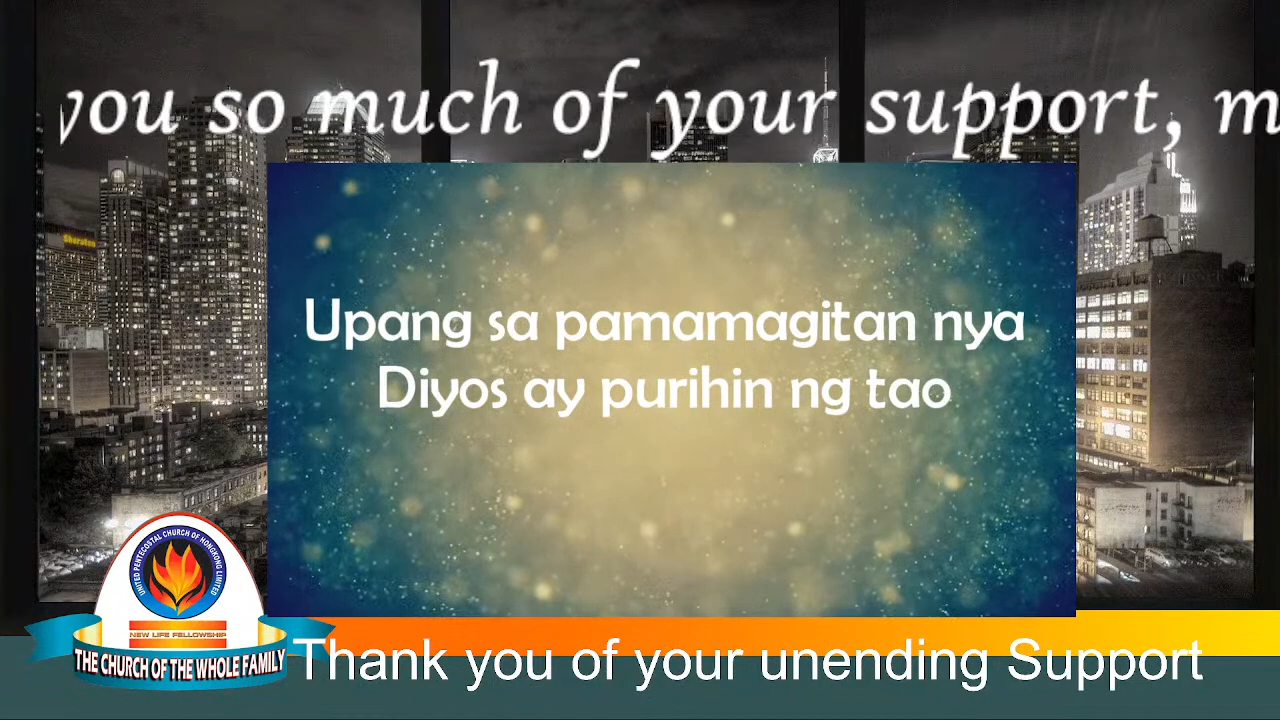 you so much of your support, m
Sheraton
Upang sa pamamagitan nya
Diyos ay purihin ng tao
UNITED PENTECOSTAL CHURCH OF HONGKONG LIMITED
NEW LIFE FELLOWSHIP
THE CHURCH OF THE WHOLE FAMILY
Thank you of your unending Support